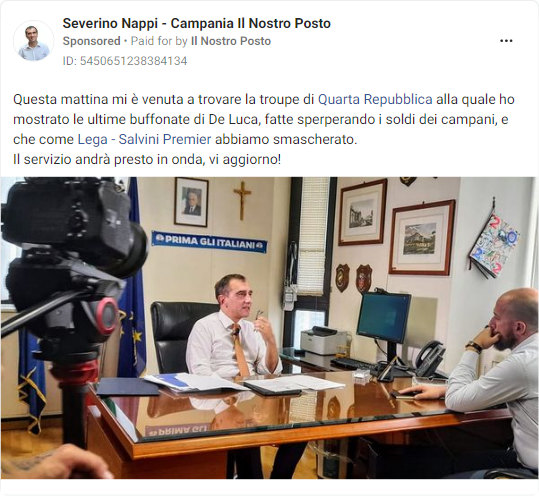 Severino Nappi - Campania Il Nostro Posto
Sponsored • Paid for by Il Nostro Posto
ID: 5450651238384134
Questa mattina mi è venuta a trovare la troupe di Quarta Repubblica alla quale ho
mostrato le ultime buffonate di De Luca, fatte sperperando i soldi dei campani, e
che come Lega - Salvini Premier abbiamo smascherato.
Il servizio andrà presto in onda, vi aggiorno!
PRIMA GLI ITALIANI